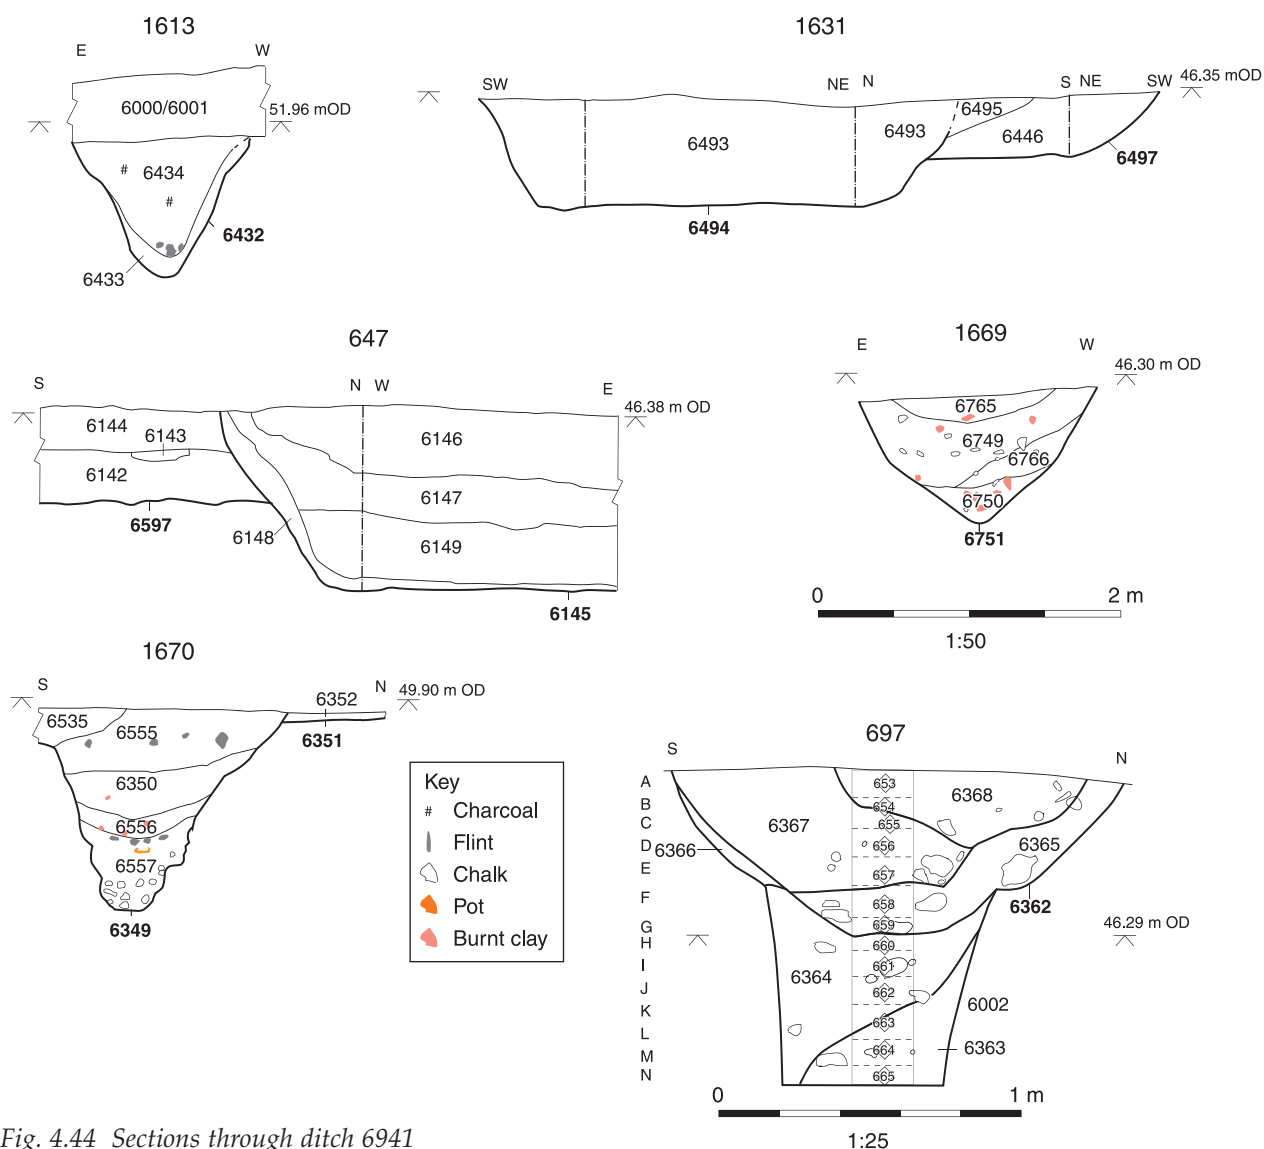 1613
E W
6000/6001
51.96 mOD
6434
#
#
6432
6433
1631
SW NE N S NE SW 46.35 mOD
6493
6493
6495
6446
6497
6494
647
S N W E
46.38 m OD
6144
6143
6142
6597
6148
6146
6147
6149
6145
1669
E W
46.30 m OD
6765
6749
6766
6750
6751
0 2 m
1:50
1670
S N 49.90 m OD
6535
6555
6352
6351
6350
6556
6557
6349
Key
# Charcoal
Flint
Chalk
Pot
Burnt clay
697
S N
A
B
C
D
E
F
G
H
I
J
K
L
M
N
653
654
655
656
657
658
659
660
661
662
663
664
665
6368
6367
6366
6365
6362
46.29 m OD
6364
6002
6363
0 1 m
1:25
Fig. 4.44 Sections through ditch 6941